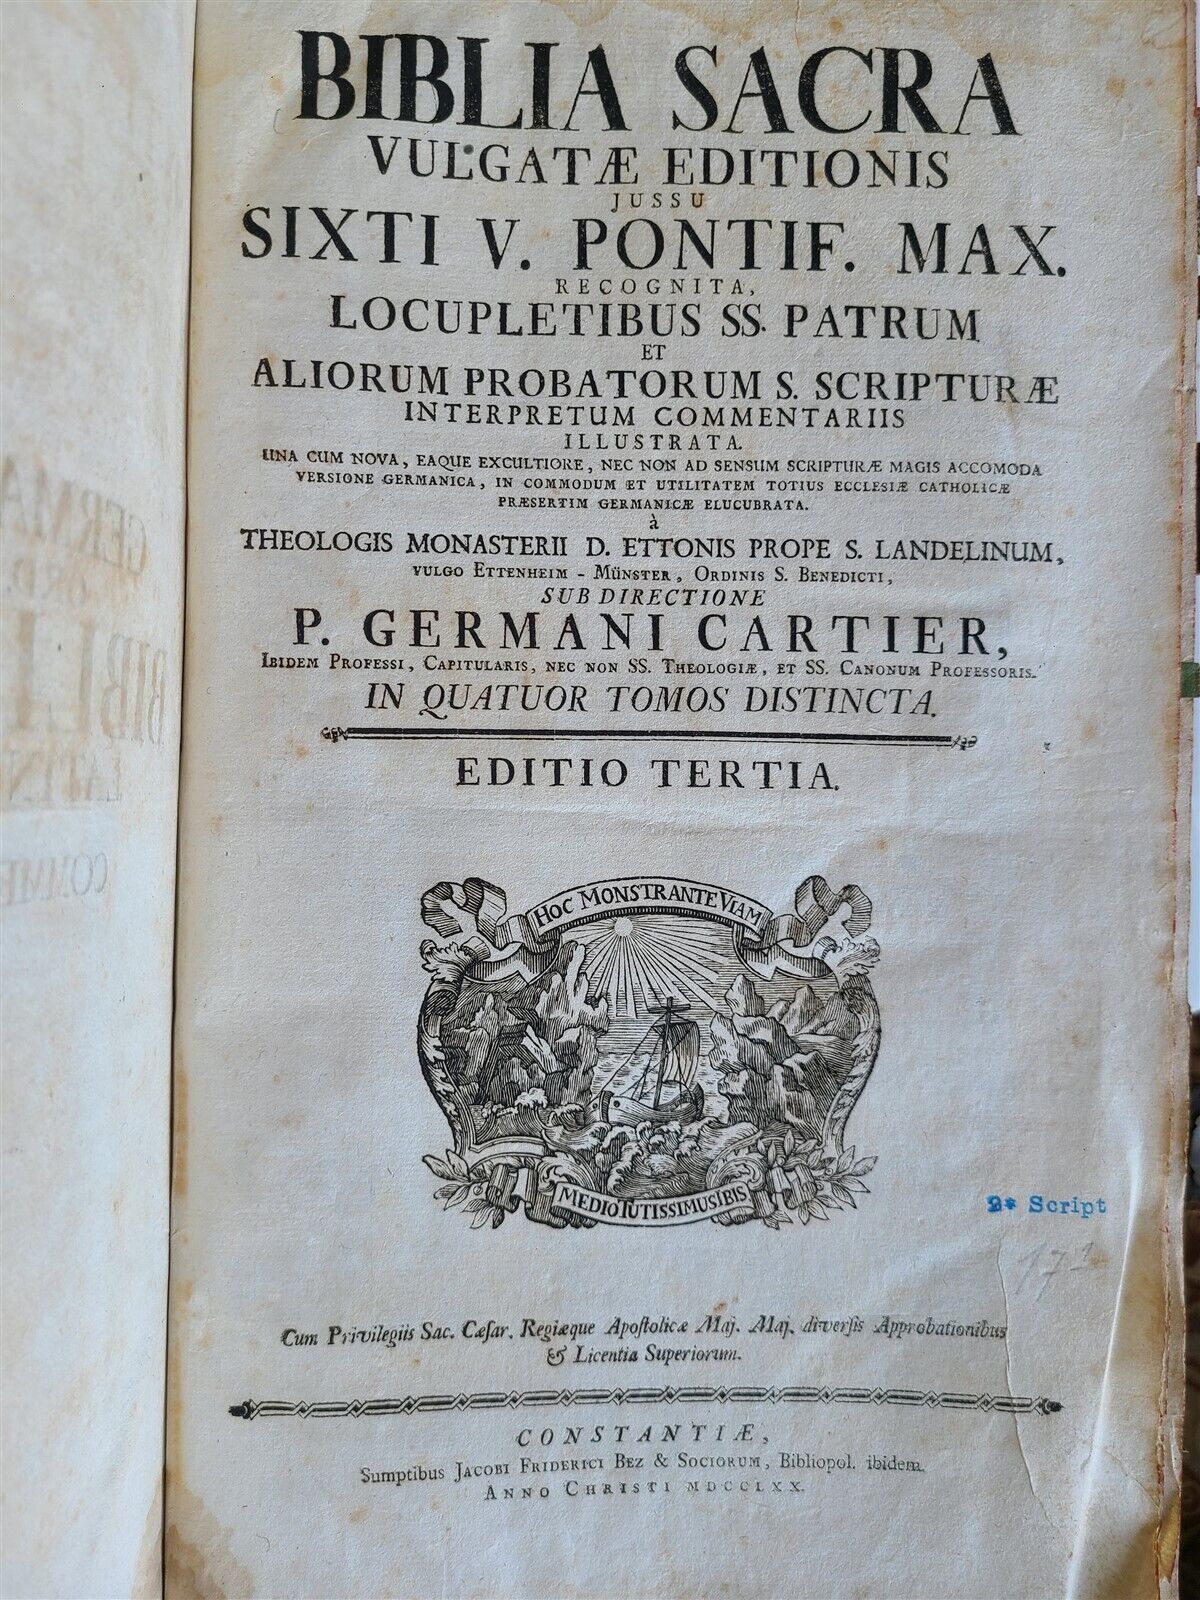 BIBLIA SACRA
VULGATÆ EDITIONIS
JUSSU
SIXTI V. PONTIF. MAX.
RECOGNITA,
LOCUPLETIBUS SS. PATRUM
ET
ALIORUM PROBATORUM S. SCRIPTURÆ
INTERPRETUM COMMENTARIIS
ILLUSTRATA.
UNA CUM NOVA, EAQUE EXCULTIORE, NEC NON AD SENSUM SCRIPTURÆ MAGIS ACCOMODA
VERSIONE GERMANICA, IN COMMODUM ET UTILITATEM TOTIUS ECCLESIÆ CATHOLICÆ
PRÆSERTIM GERMANICÆ ELUCUBRATA.
à
THEOLOGIS MONASTERII D. ETTONIS PROPE S. LANDELINUM,
VULGO ETTENHEIM - MÜNSTER, ORDINIS S. BENEDICTI,
SUB DIRECTIONE
P. GERMANI CARTIER,
IBIDEM PROFESSI, CAPITULARIS, NEC NON SS. THEOLOGIÆ, ET SS. CANONUM PROFESSORIS.
IN QUATUOR TOMOS DISTINCTA.
EDITIO TERTIA.
HOC MONSTRANTE VIAM
MEDIO TUTISSIMUS IBIS
2* Script
17¹
Cum Privilegiis Sac. Cæſar. Regiæque Apoſtolicæ Maj. Maj. diverſis Approbationibus
& Licentia Superiorum.
CONSTANTIÆ,
Sumptibus JACOBI FRIDERICI BEZ & SOCIORUM, Bibliopol. ibidem.
ANNO CHRISTI MDCCLXX.